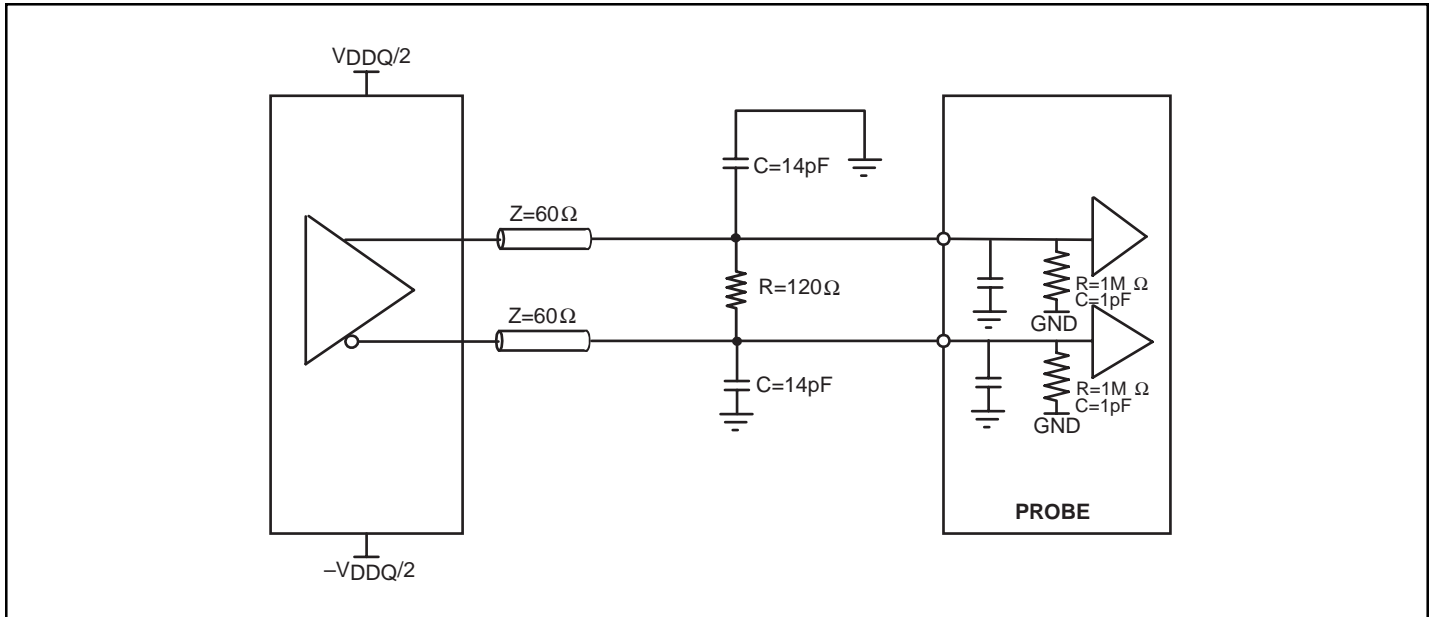 VDDQ/2
C=14pF
Z=60Ω
R=120Ω
Z=60Ω
C=14pF
–VDDQ/2
R=1M Ω
C=1pF
GND
R=1M Ω
C=1pF
GND
PROBE